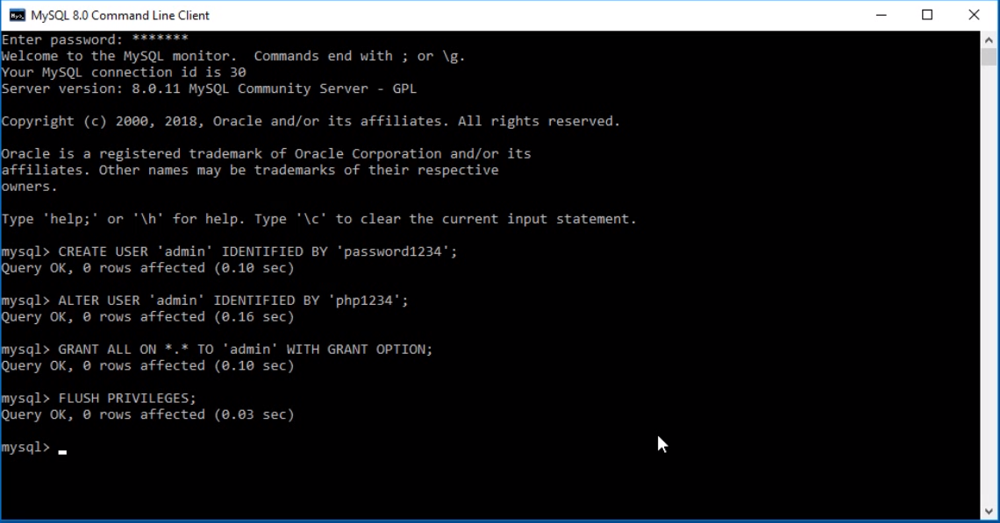 MySQL 8.0 Command Line Client
Enter password: *******
Welcome to the MySQL monitor.  Commands end with ; or \g.
Your MySQL connection id is 30
Server version: 8.0.11 MySQL Community Server - GPL
Copyright (c) 2000, 2018, Oracle and/or its affiliates. All rights reserved.
Oracle is a registered trademark of Oracle Corporation and/or its
affiliates. Other names may be trademarks of their respective
owners.
Type 'help;' or '\h' for help. Type '\c' to clear the current input statement.
mysql> CREATE USER 'admin' IDENTIFIED BY 'password1234';
Query OK, 0 rows affected (0.10 sec)
mysql> ALTER USER 'admin' IDENTIFIED BY 'php1234';
Query OK, 0 rows affected (0.16 sec)
mysql> GRANT ALL ON *.* TO 'admin' WITH GRANT OPTION;
Query OK, 0 rows affected (0.10 sec)
mysql> FLUSH PRIVILEGES;
Query OK, 0 rows affected (0.03 sec)
mysql>